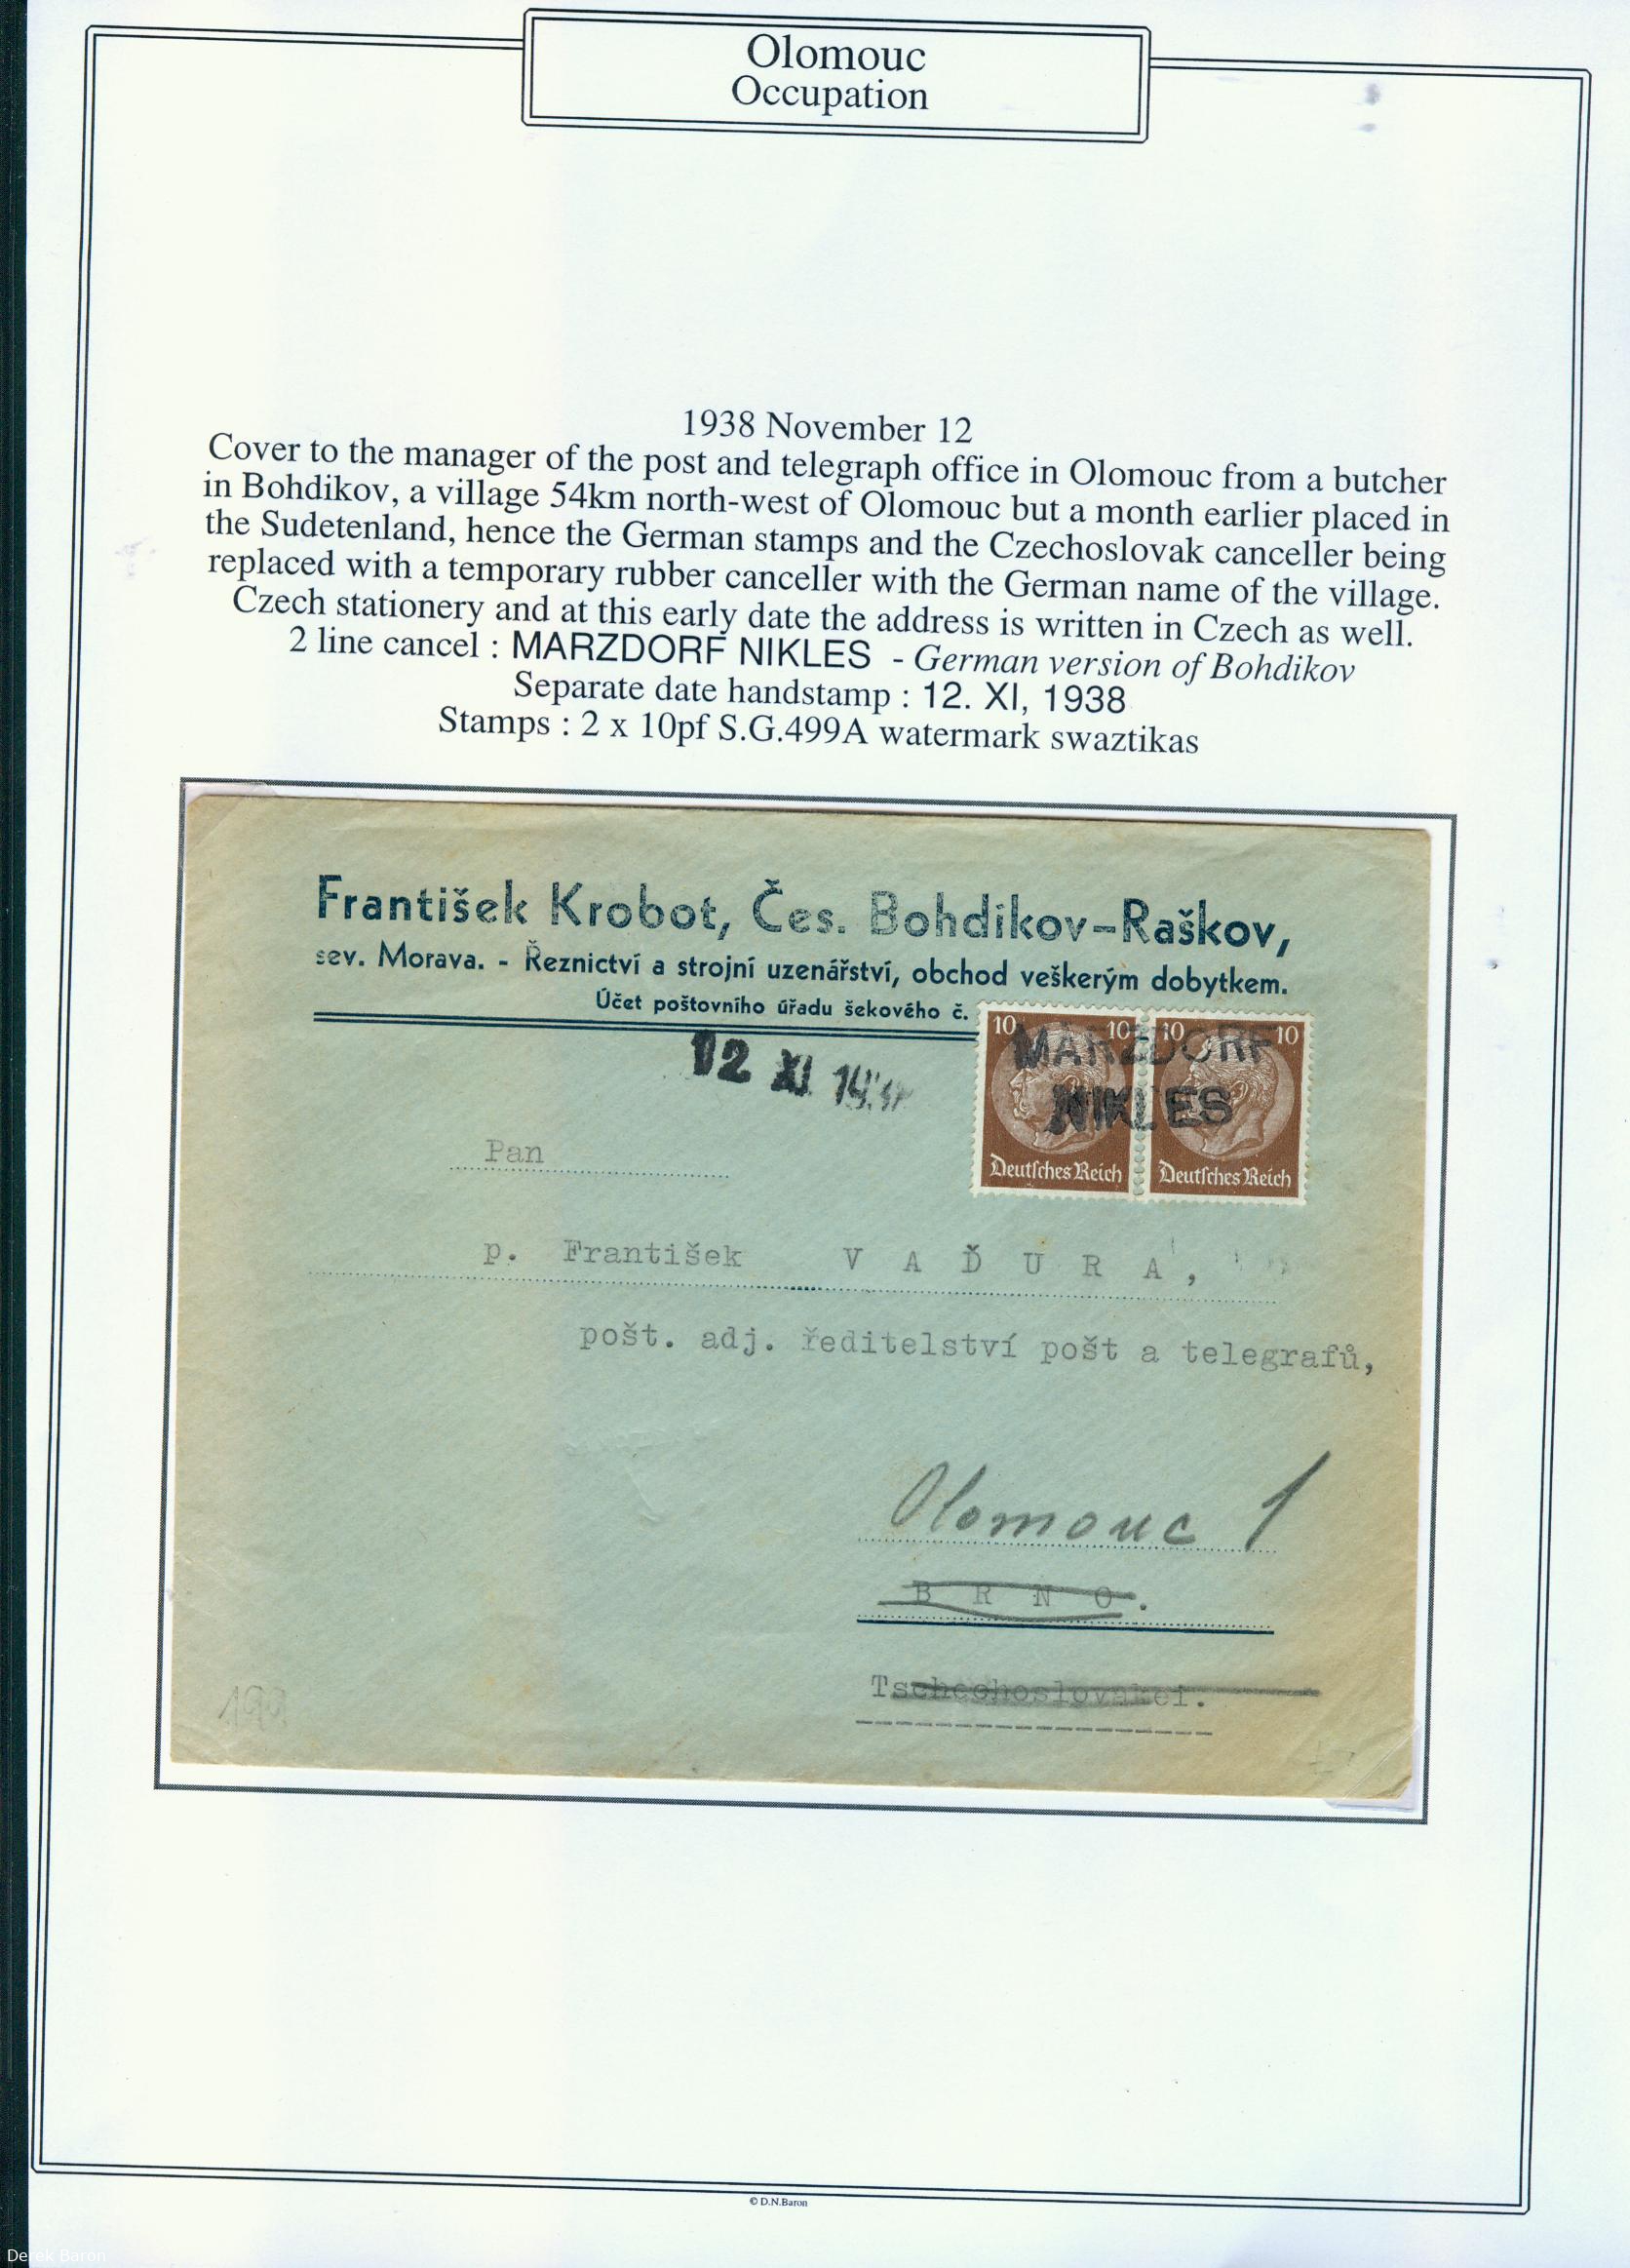 Olomouc
Occupation
1938 November 12
Cover to the manager of the post and telegraph office in Olomouc from a butcher
in Bohdikov, a village 54km north-west of Olomouc but a month earlier placed in
the Sudetenland, hence the German stamps and the Czechoslovak canceller being
replaced with a temporary rubber canceller with the German name of the village.
Czech stationery and at this early date the address is written in Czech as well.
2 line cancel : MARZDORF NIKLES - German version of Bohdikov
Separate date handstamp : 12. XI, 1938
Stamps : 2 x 10pf S.G.499A watermark swaztikas
František Krobot, Čes. Bohdikov-Raškov,
sev. Morava. - Řeznictví a strojní uzenářství, obchod veškerým dobytkem.
Účet poštovního úřadu šekového č.
10 10 10 10
MARZDORF
NIKLES
Deutsches Reich Deutsches Reich
12 XI
Pan
p. František VAĎURA,
pošt. adj. ředitelství pošt a telegrafů,
Olomouc 1
BRNO.
Tschechoslovakei.
© D.N.Baron
Derek Baron